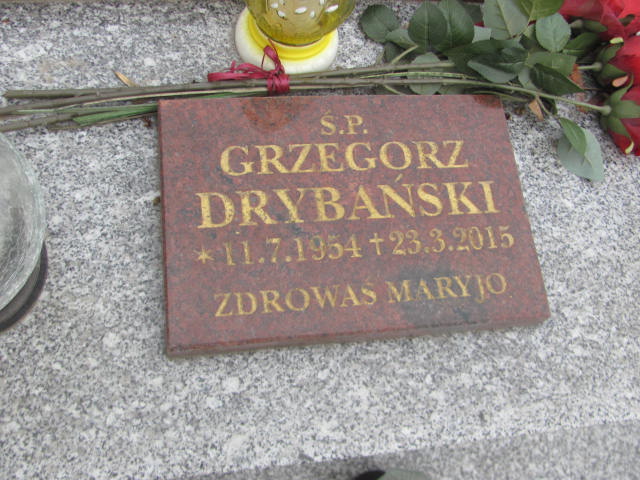 Ś.P.
GRZEGORZ
DRYBAŃSKI
* 11.7.1954 † 23.3.2015
ZDROWAŚ MARYJO